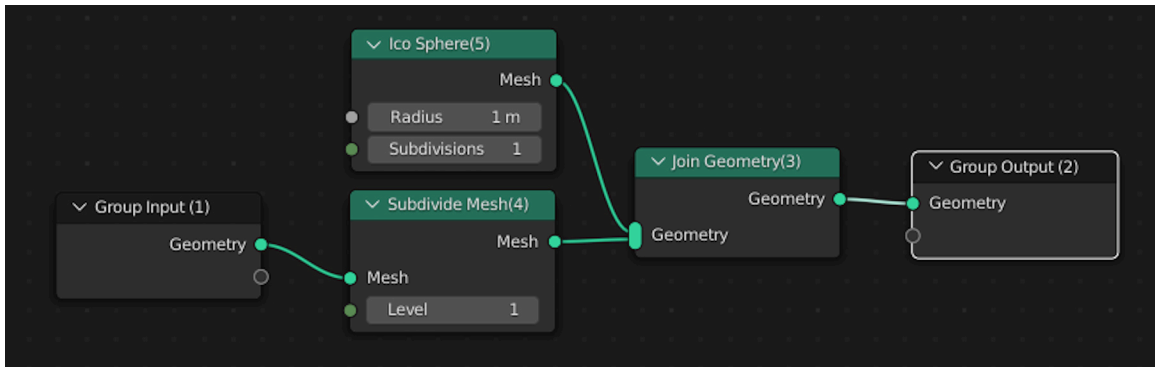 Ico Sphere(5)
Mesh
Radius 1 m
Subdivisions 1
Group Input (1)
Geometry
Subdivide Mesh(4)
Mesh
Mesh
Level 1
Join Geometry(3)
Geometry
Geometry
Group Output (2)
Geometry